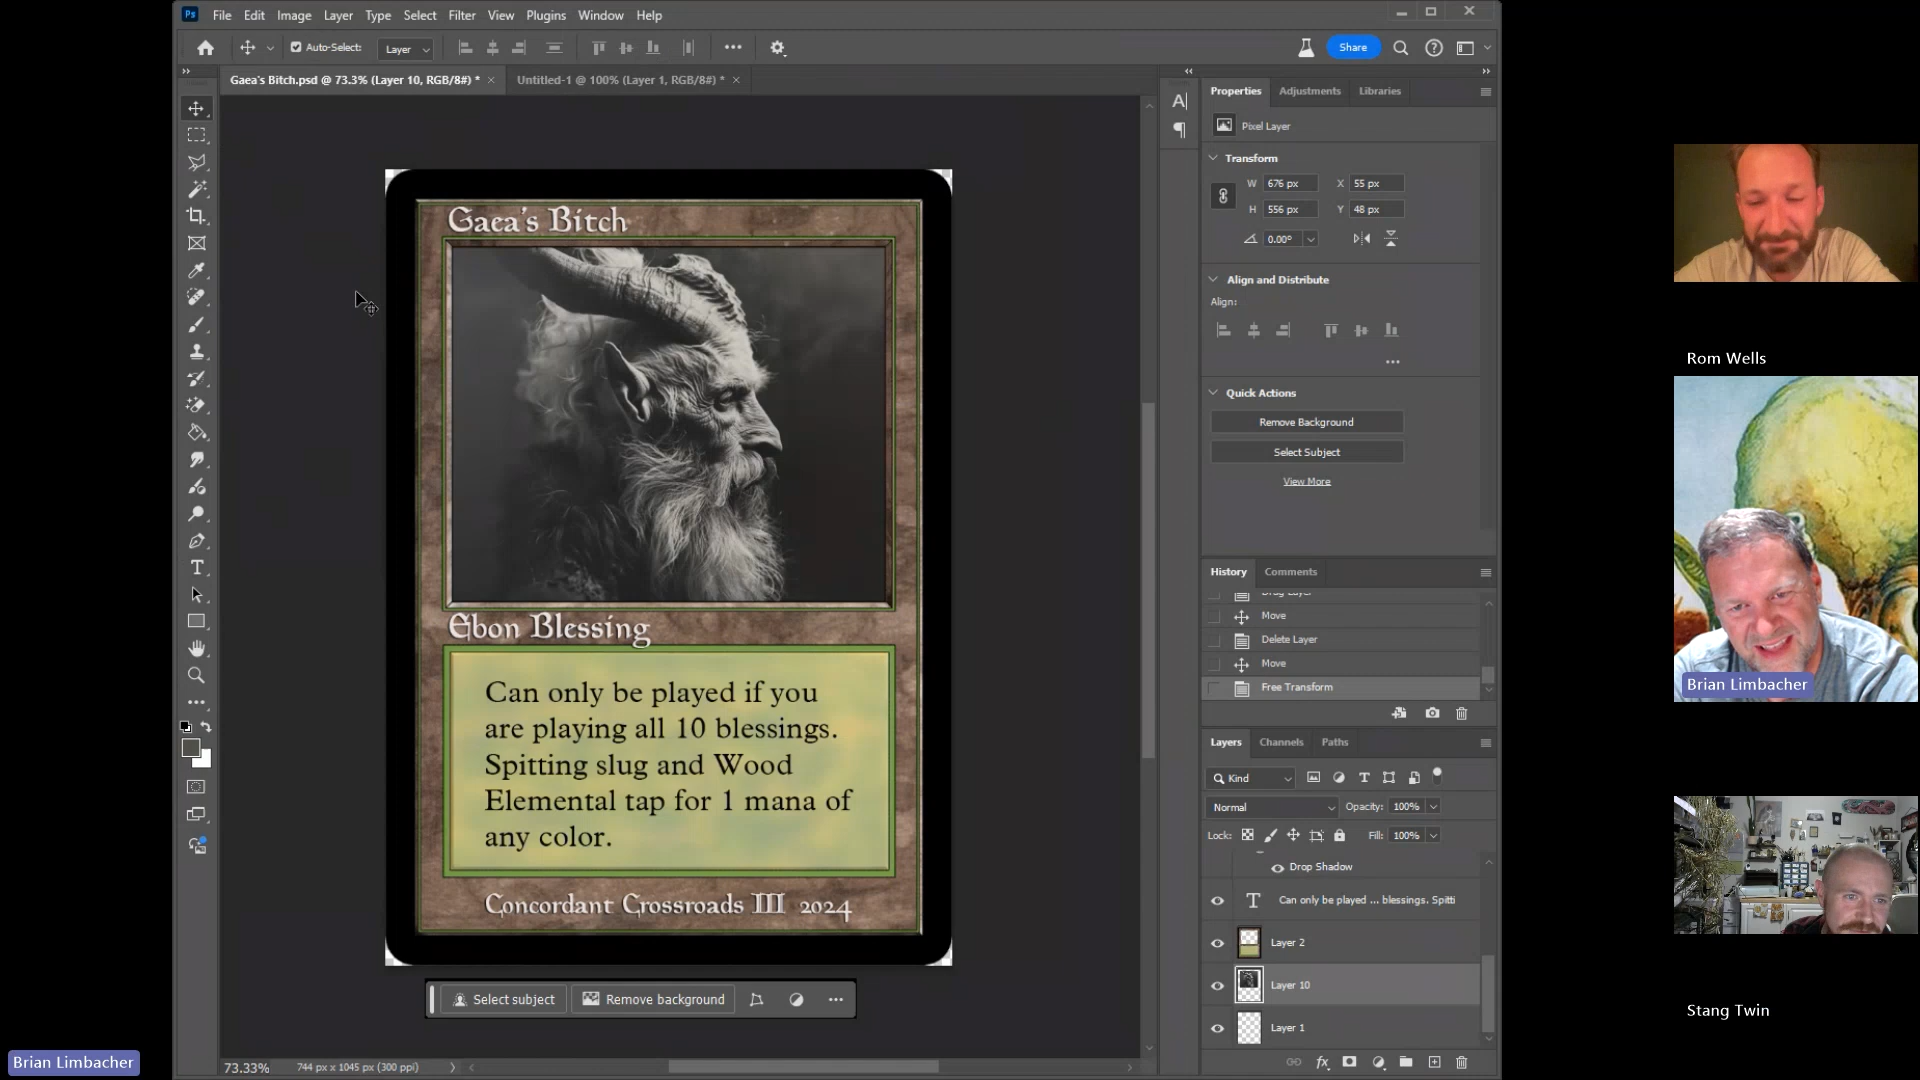 Ps File Edit Image Layer Type Select Filter View Plugins Window Help
Auto-Select: Layer Share
Gaea's Bitch.psd @ 73.3% (Layer 10, RGB/8#) * Untitled-1 @ 100% (Layer 1, RGB/8#) *
Gaea's Bitch
Ebon Blessing
Can only be played if you
are playing all 10 blessings.
Spitting slug and Wood
Elemental tap for 1 mana of
any color.
Concordant Crossroads III 2024
Select subject Remove background
73.33% 744 px x 1045 px (300 ppi)
Properties Adjustments Libraries
Pixel Layer
Transform
W 676 px X 55 px
H 556 px Y 48 px
0.00°
Align and Distribute
Align:
Quick Actions
Remove Background
Select Subject
View More
History Comments
Drag Layer
Move
Delete Layer
Move
Free Transform
Layers Channels Paths
Kind
Normal Opacity: 100%
Lock: Fill: 100%
Drop Shadow
Can only be played ... blessings. Spitti
Layer 2
Layer 10
Layer 1
Rom Wells
Brian Limbacher
Stang Twin
Brian Limbacher